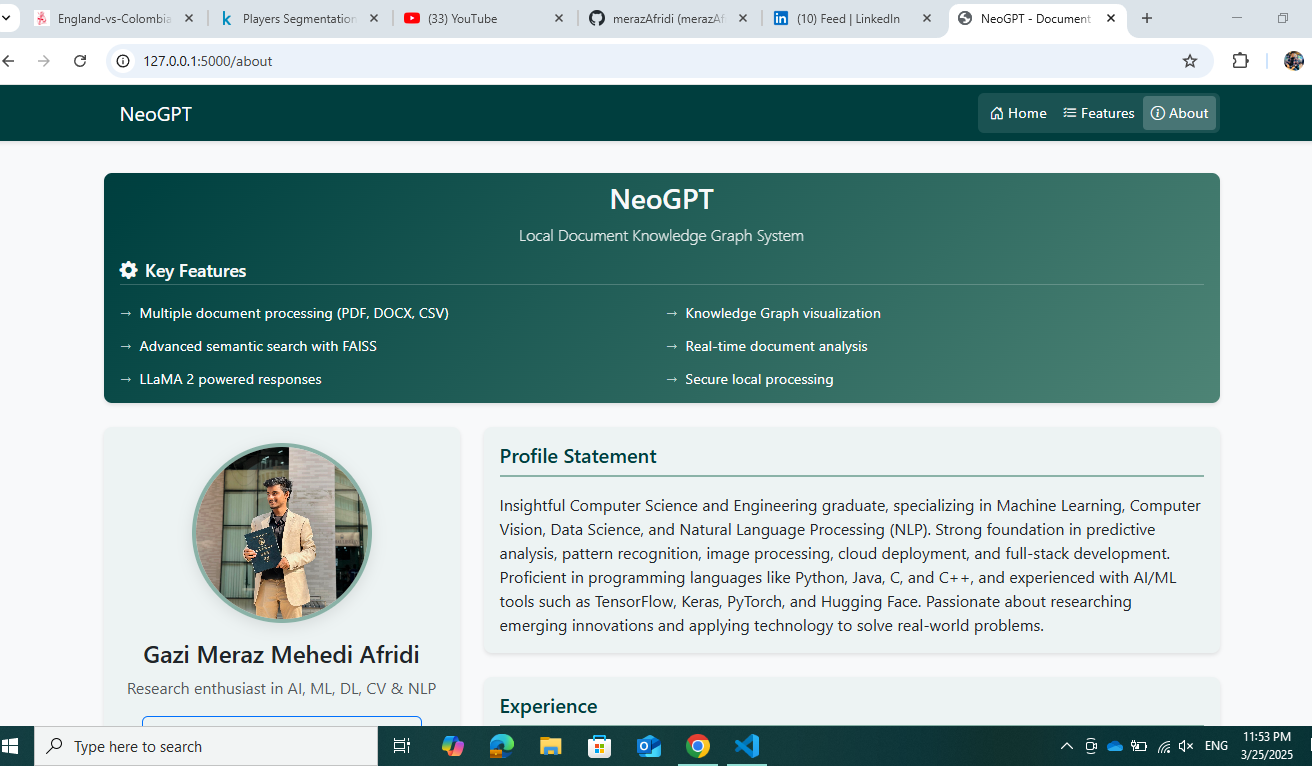 England-vs-Colombia
Players Segmentation
(33) YouTube
merazAfridi (merazAf
(10) Feed | LinkedIn
NeoGPT - Document
127.0.0.1:5000/about
NeoGPT
Home
Features
About
NeoGPT
Local Document Knowledge Graph System
Key Features
→ Multiple document processing (PDF, DOCX, CSV)
→ Knowledge Graph visualization
→ Advanced semantic search with FAISS
→ Real-time document analysis
→ LLaMA 2 powered responses
→ Secure local processing
Gazi Meraz Mehedi Afridi
Research enthusiast in AI, ML, DL, CV & NLP
Profile Statement
Insightful Computer Science and Engineering graduate, specializing in Machine Learning, Computer
Vision, Data Science, and Natural Language Processing (NLP). Strong foundation in predictive
analysis, pattern recognition, image processing, cloud deployment, and full-stack development.
Proficient in programming languages like Python, Java, C, and C++, and experienced with AI/ML
tools such as TensorFlow, Keras, PyTorch, and Hugging Face. Passionate about researching
emerging innovations and applying technology to solve real-world problems.
Experience
Type here to search
ENG
11:53 PM
3/25/2025